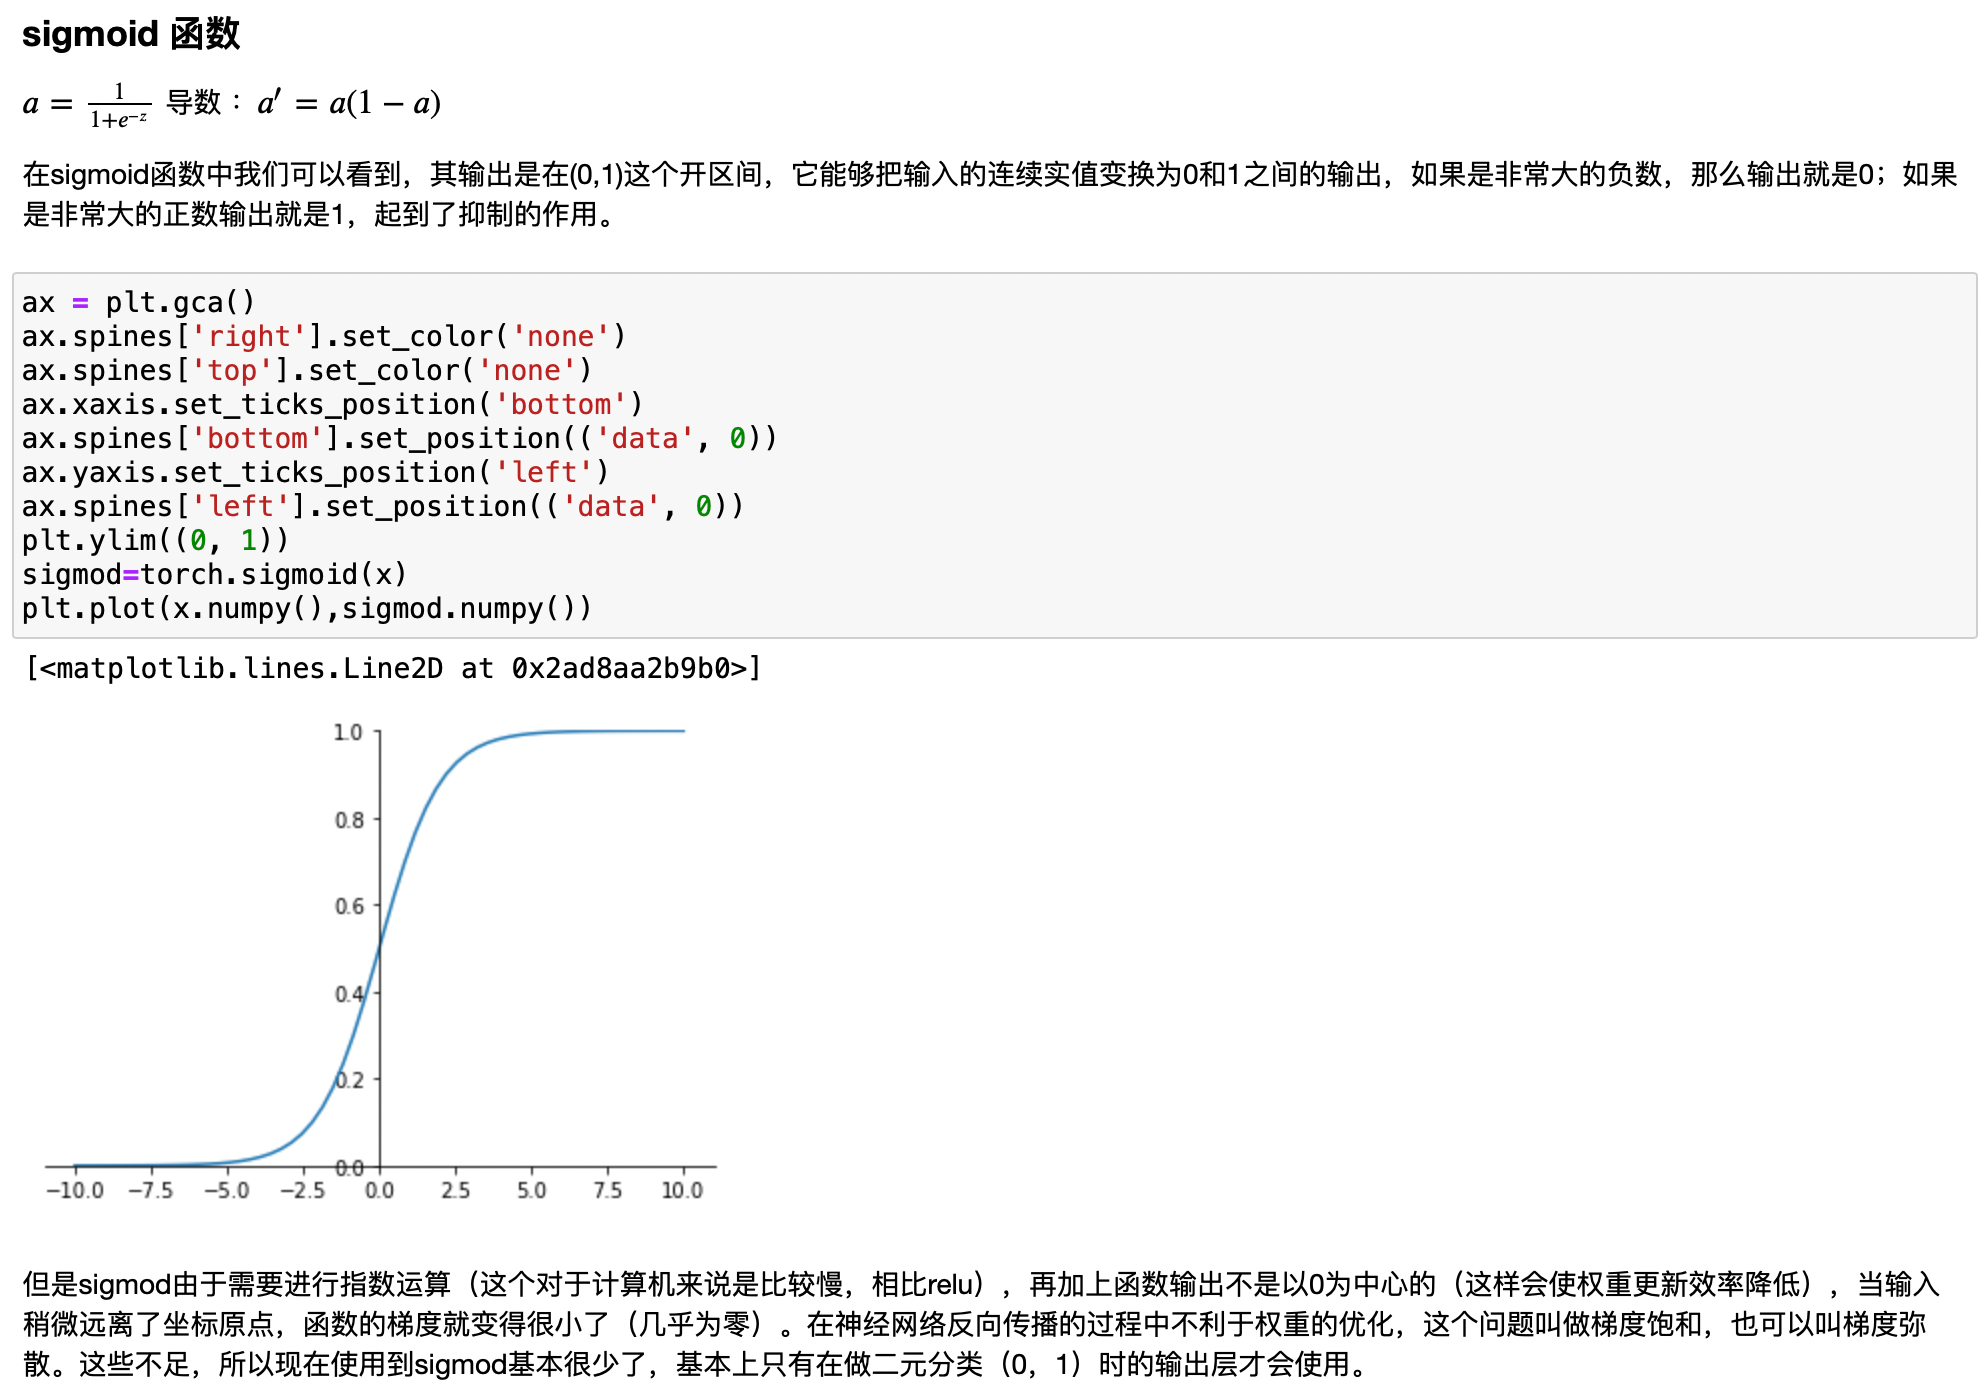 sigmoid 函数
a = 1/(1+e^{-z}) 导数：a′ = a(1 − a)
在sigmoid函数中我们可以看到，其输出是在(0,1)这个开区间，它能够把输入的连续实值变换为0和1之间的输出，如果是非常大的负数，那么输出就是0；如果
是非常大的正数输出就是1，起到了抑制的作用。
ax = plt.gca()
ax.spines['right'].set_color('none')
ax.spines['top'].set_color('none')
ax.xaxis.set_ticks_position('bottom')
ax.spines['bottom'].set_position(('data', 0))
ax.yaxis.set_ticks_position('left')
ax.spines['left'].set_position(('data', 0))
plt.ylim((0, 1))
sigmod=torch.sigmoid(x)
plt.plot(x.numpy(),sigmod.numpy())
[<matplotlib.lines.Line2D at 0x2ad8aa2b9b0>]
1.0
0.8
0.6
0.4
0.2
0.0
−10.0 −7.5 −5.0 −2.5 0.0 2.5 5.0 7.5 10.0
但是sigmod由于需要进行指数运算（这个对于计算机来说是比较慢，相比relu），再加上函数输出不是以0为中心的（这样会使权重更新效率降低），当输入
稍微远离了坐标原点，函数的梯度就变得很小了（几乎为零）。在神经网络反向传播的过程中不利于权重的优化，这个问题叫做梯度饱和，也可以叫梯度弥
散。这些不足，所以现在使用到sigmod基本很少了，基本上只有在做二元分类（0，1）时的输出层才会使用。